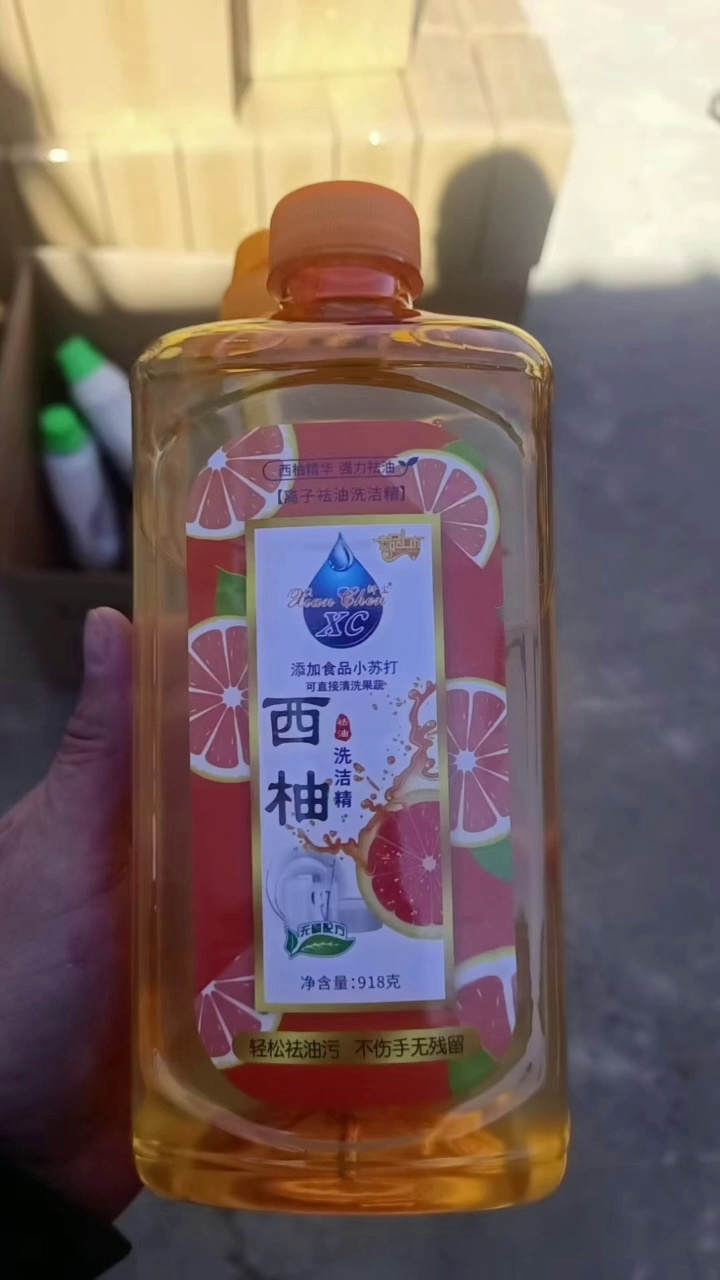 西柚精华 强力祛油
【离子祛油洗洁精】
Xian Chen
XC
添加食品小苏打
可直接清洗果蔬
西柚
祛油
洗洁精
无磷配方
净含量:918克
轻松祛油污 不伤手无残留